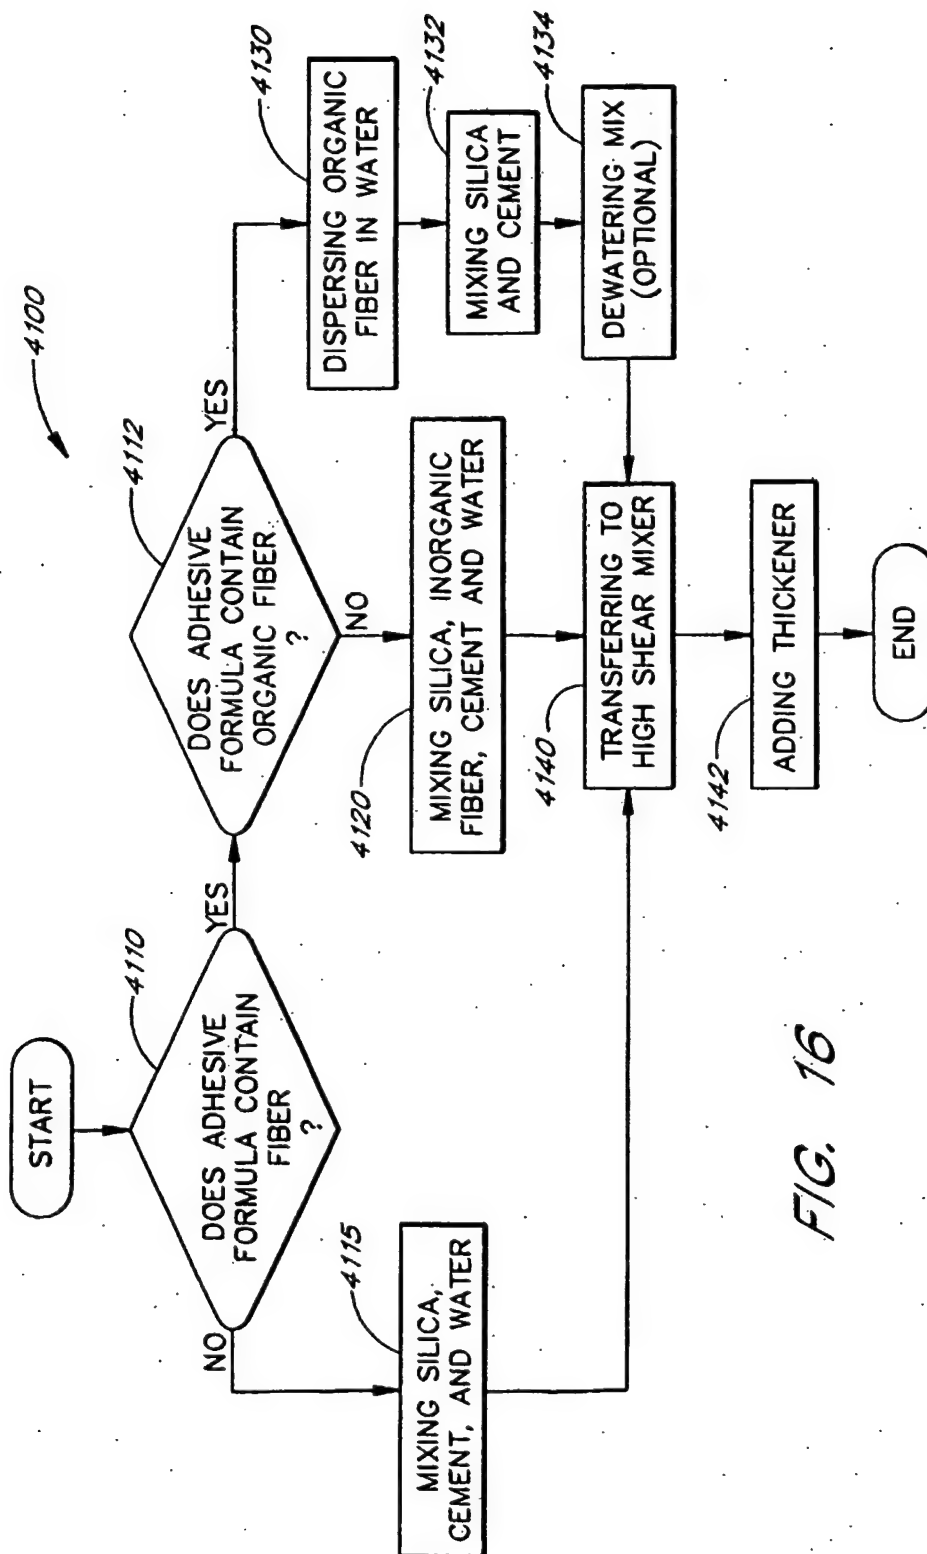 4100
START
4110
DOES ADHESIVE
FORMULA CONTAIN
FIBER
?
YES
NO
4112
DOES ADHESIVE
FORMULA CONTAIN
ORGANIC FIBER
?
YES
NO
4130
DISPERSING ORGANIC
FIBER IN WATER
4132
MIXING SILICA
AND CEMENT
4134
DEWATERING MIX
(OPTIONAL)
4120
MIXING SILICA, INORGANIC
FIBER, CEMENT AND WATER
4115
MIXING SILICA,
CEMENT, AND WATER
4140
TRANSFERRING TO
HIGH SHEAR MIXER
4142
ADDING THICKENER
END
FIG. 16